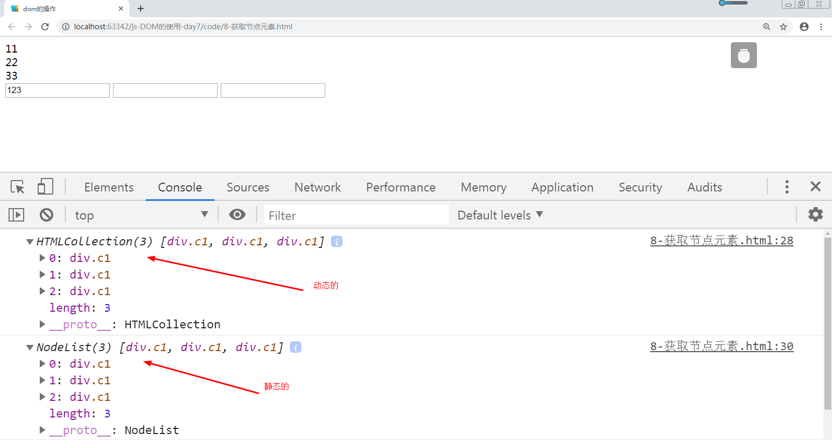 dom的操作
localhost:63342/js-DOM的使用-day7/code/8-获取节点元素.html
11
22
33
123
Elements Console Sources Network Performance Memory Application Security Audits
top Filter Default levels
HTMLCollection(3) [div.c1, div.c1, div.c1] i 8-获取节点元素.html:28
0: div.c1
1: div.c1
动态的
2: div.c1
length: 3
__proto__: HTMLCollection
NodeList(3) [div.c1, div.c1, div.c1] i 8-获取节点元素.html:30
0: div.c1
1: div.c1
静态的
2: div.c1
length: 3
__proto__: NodeList